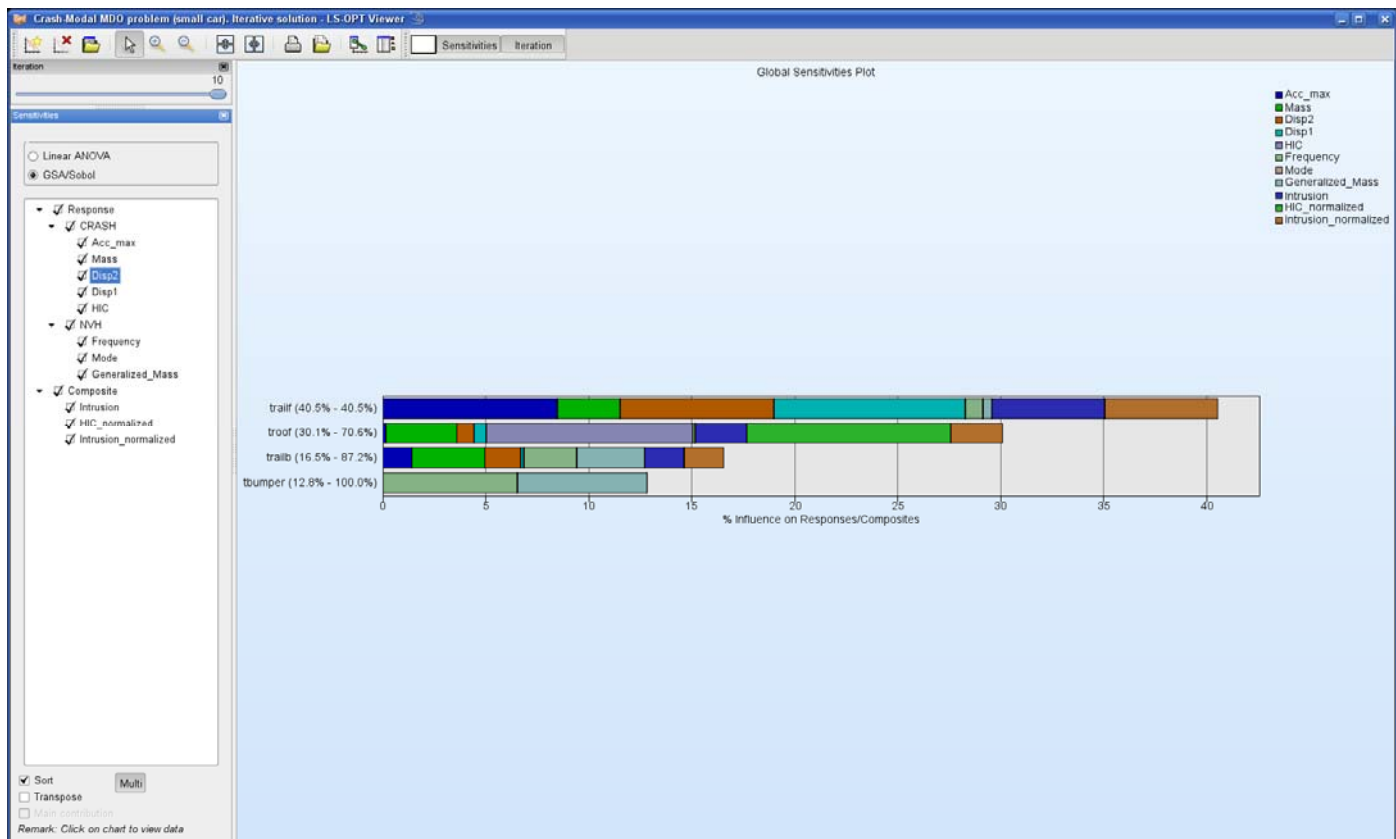 Crash-Modal MDO problem (small car). Iterative solution - LS-OPT Viewer
Sensitivities Iteration
Iteration
10
Sensitivities
Linear ANOVA
GSA/Sobol
Response
CRASH
Acc_max
Mass
Disp2
Disp1
HIC
NVH
Frequency
Mode
Generalized_Mass
Composite
Intrusion
HIC_normalized
Intrusion_normalized
Sort
Multi
Transpose
Main contribution
Remark: Click on chart to view data
Global Sensitivities Plot
Acc_max
Mass
Disp2
Disp1
HIC
Frequency
Mode
Generalized_Mass
Intrusion
HIC_normalized
Intrusion_normalized
trailf (40.5% - 40.5%)
troof (30.1% - 70.6%)
trailb (16.5% - 87.2%)
tbumper (12.8% - 100.0%)
0 5 10 15 20 25 30 35 40
% Influence on Responses/Composites